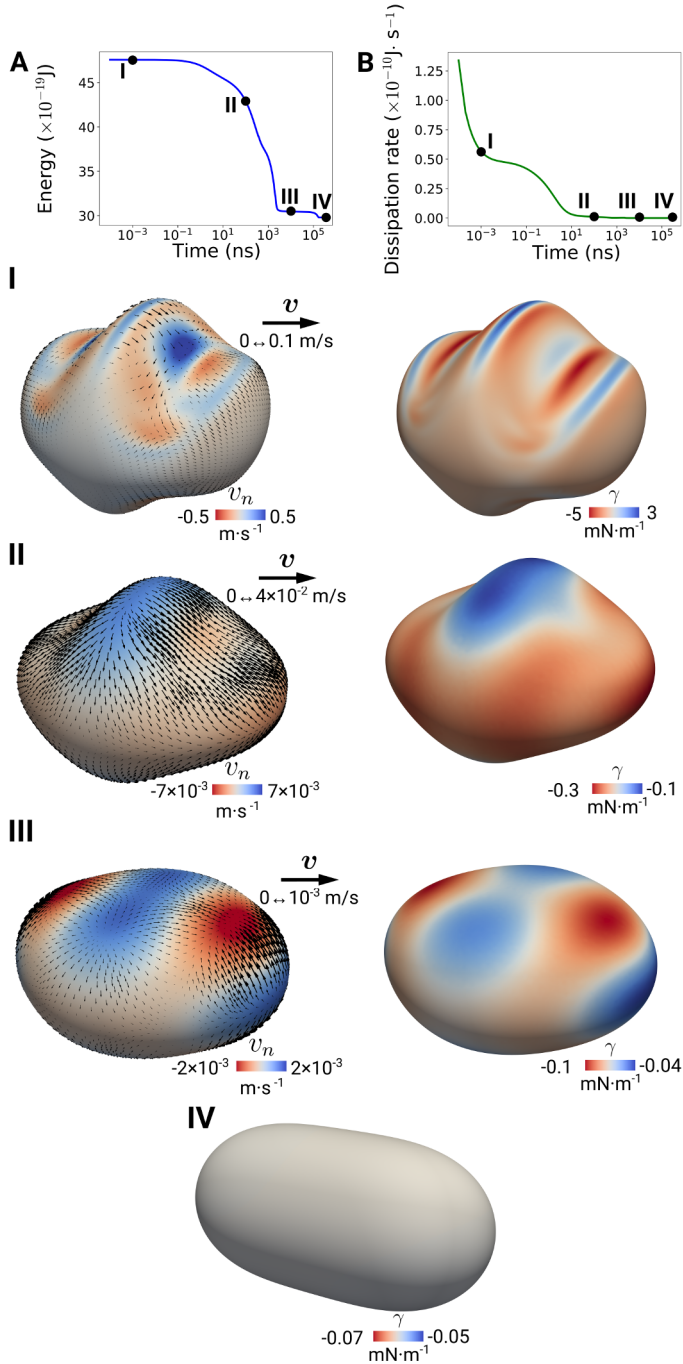 A
Energy (×10⁻¹⁹J)
45
40
35
30
10⁻³
10⁻¹
10¹
10³
10⁵
Time (ns)
I
II
III
IV
B
Dissipation rate (×10⁻¹⁰J· s⁻¹)
1.25
1.00
0.75
0.50
0.25
0.00
10⁻³
10⁻¹
10¹
10³
10⁵
Time (ns)
I
II
III
IV
I
v
0↔0.1 m/s
vₙ
-0.5 0.5
m·s⁻¹
γ
-5 3
mN·m⁻¹
II
v
0↔4×10⁻² m/s
vₙ
-7×10⁻³ 7×10⁻³
m·s⁻¹
γ
-0.3 -0.1
mN·m⁻¹
III
v
0↔10⁻³ m/s
vₙ
-2×10⁻³ 2×10⁻³
m·s⁻¹
γ
-0.1 -0.04
mN·m⁻¹
IV
γ
-0.07 -0.05
mN·m⁻¹